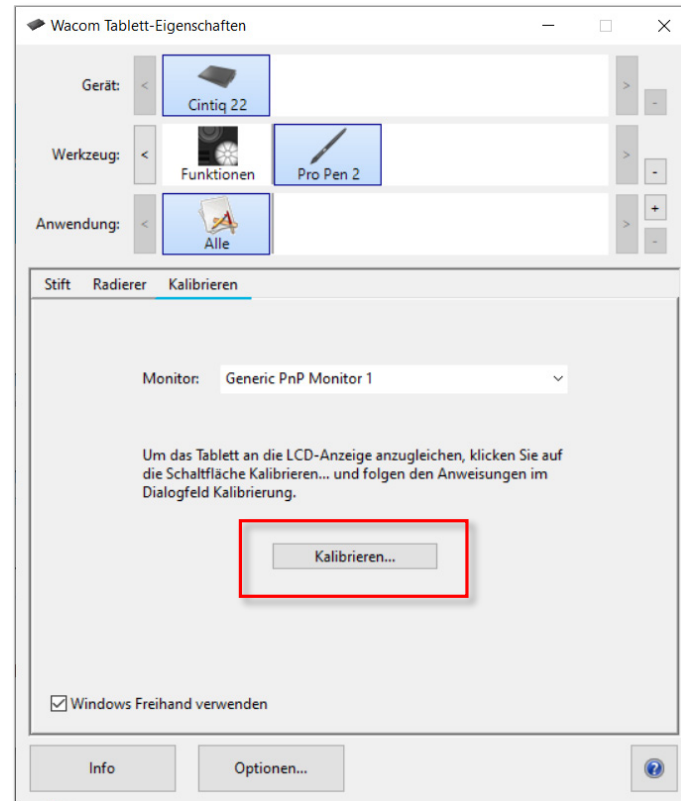 Wacom Tablett-Eigenschaften
Gerät:
<
Cintiq 22
>
-
Werkzeug:
<
Funktionen
Pro Pen 2
>
-
Anwendung:
<
Alle
>
+
-
Stift Radierer Kalibrieren
Monitor: Generic PnP Monitor 1
Um das Tablett an die LCD-Anzeige anzugleichen, klicken Sie auf
die Schaltfläche Kalibrieren... und folgen den Anweisungen im
Dialogfeld Kalibrierung.
Kalibrieren...
Windows Freihand verwenden
Info Optionen... ?